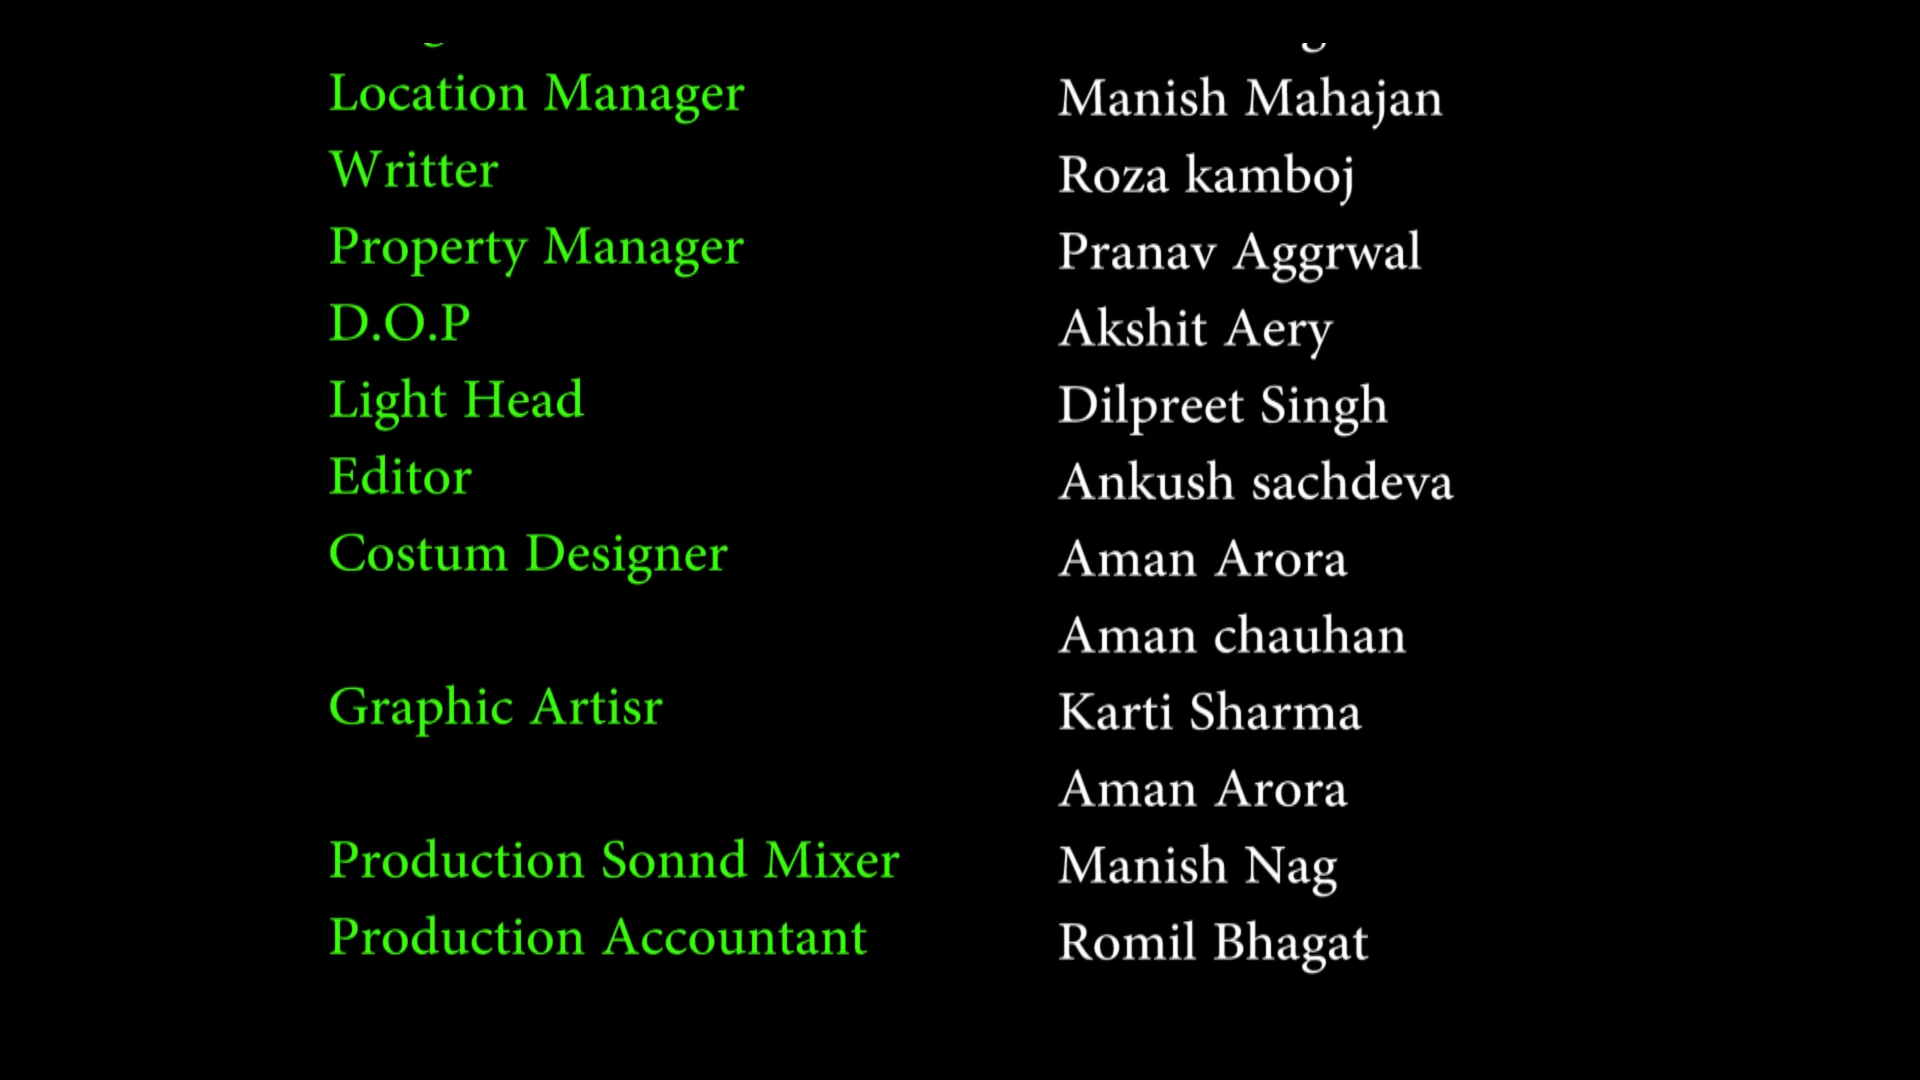 Location Manager Manish Mahajan
Writter Roza kamboj
Property Manager Pranav Aggrwal
D.O.P Akshit Aery
Light Head Dilpreet Singh
Editor Ankush sachdeva
Costum Designer Aman Arora
Aman chauhan
Graphic Artisr Karti Sharma
Aman Arora
Production Sonnd Mixer Manish Nag
Production Accountant Romil Bhagat